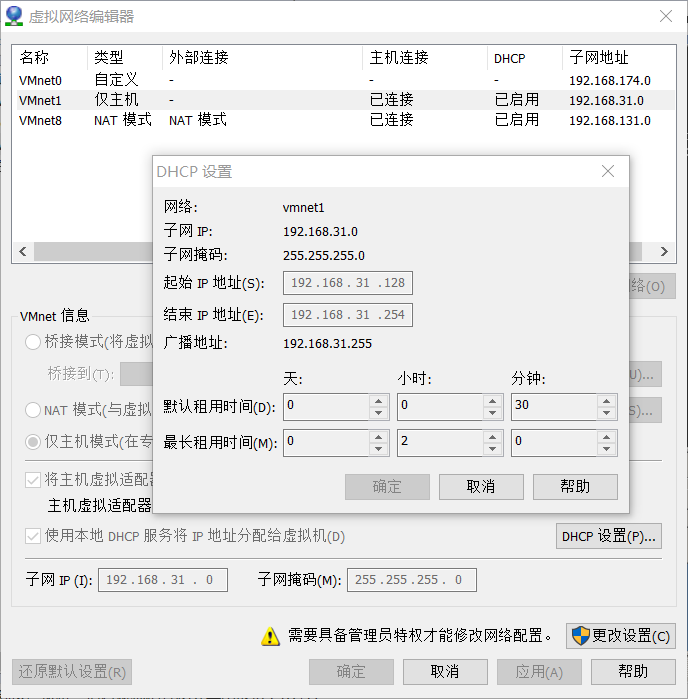 虚拟网络编辑器
名称 类型 外部连接 主机连接 DHCP 子网地址
VMnet0 自定义 - - - 192.168.174.0
VMnet1 仅主机 - 已连接 已启用 192.168.31.0
VMnet8 NAT 模式 NAT 模式 已连接 已启用 192.168.131.0
DHCP 设置
网络: vmnet1
子网 IP: 192.168.31.0
子网掩码: 255.255.255.0
起始 IP 地址(S): 192 .168 . 31 .128
结束 IP 地址(E): 192 .168 . 31 .254
广播地址: 192.168.31.255
天: 小时: 分钟:
默认租用时间(D): 0 0 30
最长租用时间(M): 0 2 0
确定 取消 帮助
络(O)
VMnet 信息
桥接模式(将虚拟
桥接到(T): U)...
NAT 模式(与虚拟 S)...
仅主机模式(在专
将主机虚拟适配器
主机虚拟适配器
使用本地 DHCP 服务将 IP 地址分配给虚拟机(D) DHCP 设置(P)...
子网 IP (I): 192 .168 . 31 . 0 子网掩码(M): 255 .255 .255 . 0
需要具备管理员特权才能修改网络配置。 更改设置(C)
还原默认设置(R) 确定 取消 应用(A) 帮助